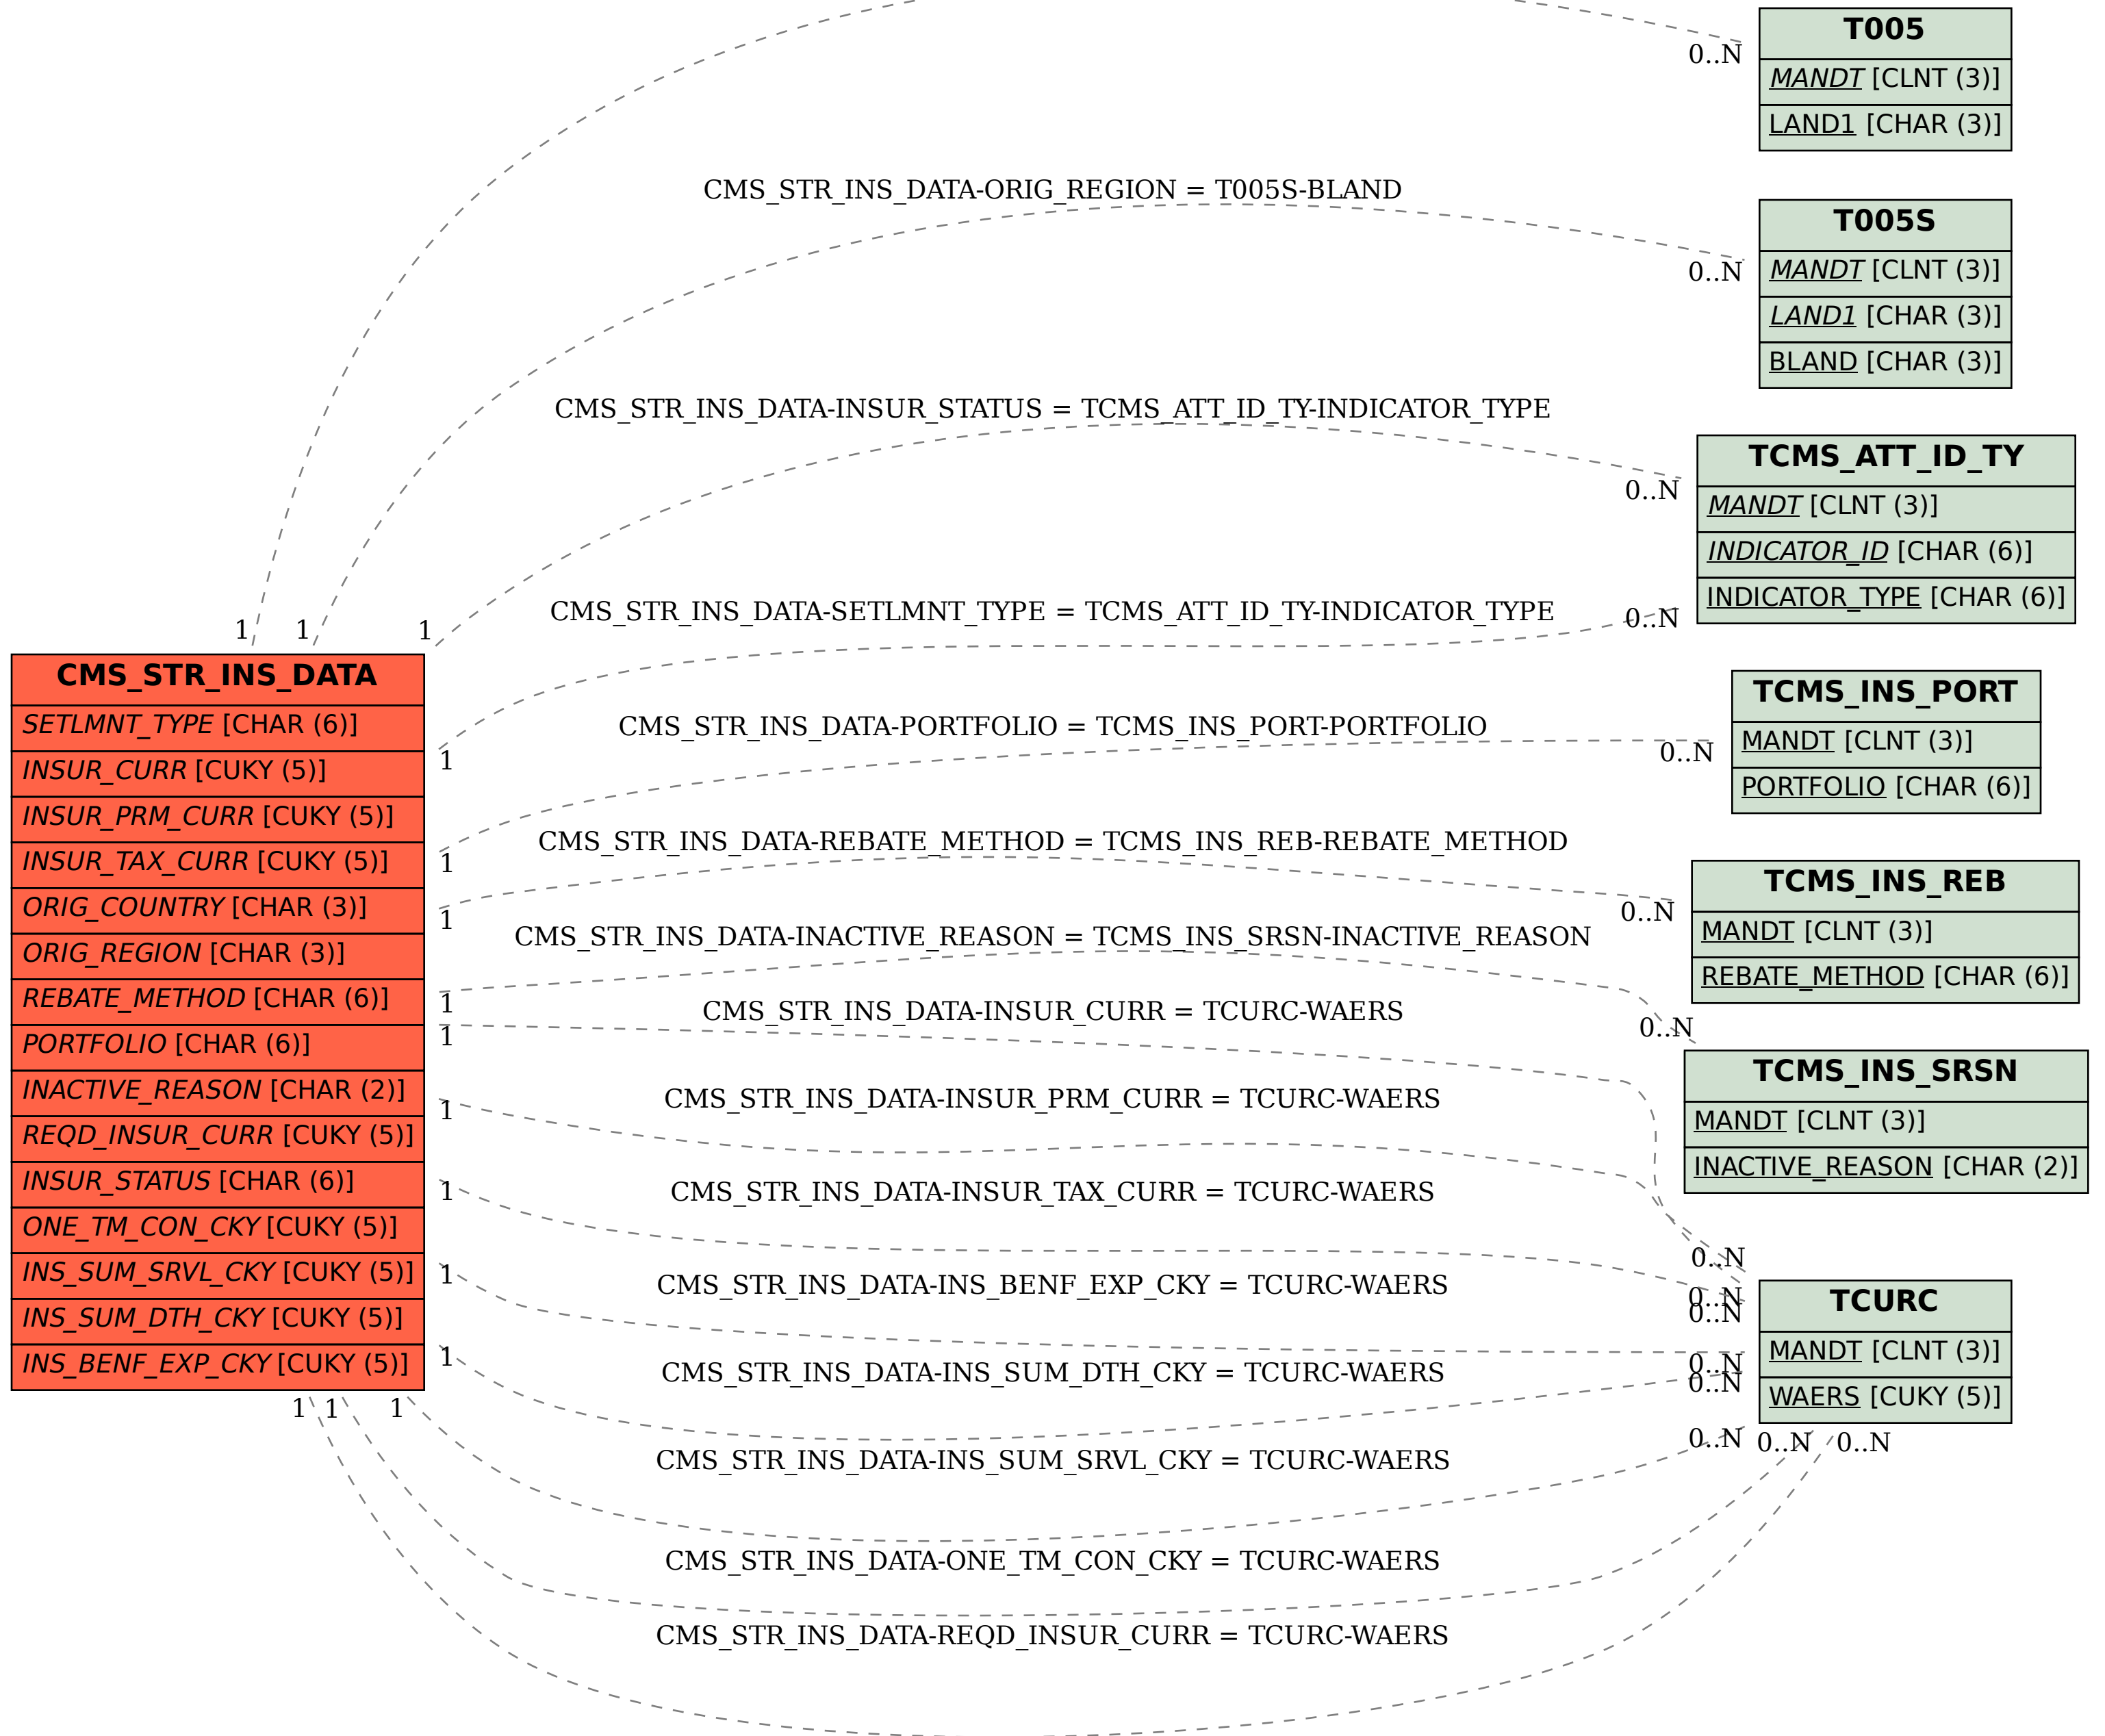 T005
MANDT [CLNT (3)]
LAND1 [CHAR (3)]
0..N
CMS_STR_INS_DATA-ORIG_REGION = T005S-BLAND
0..N
T005S
MANDT [CLNT (3)]
LAND1 [CHAR (3)]
BLAND [CHAR (3)]
CMS_STR_INS_DATA-INSUR_STATUS = TCMS_ATT_ID_TY-INDICATOR_TYPE
0..N
TCMS_ATT_ID_TY
MANDT [CLNT (3)]
INDICATOR_ID [CHAR (6)]
INDICATOR_TYPE [CHAR (6)]
CMS_STR_INS_DATA-SETLMNT_TYPE = TCMS_ATT_ID_TY-INDICATOR_TYPE
0..N
1
1
1
CMS_STR_INS_DATA
SETLMNT_TYPE [CHAR (6)]
INSUR_CURR [CUKY (5)]
INSUR_PRM_CURR [CUKY (5)]
INSUR_TAX_CURR [CUKY (5)]
ORIG_COUNTRY [CHAR (3)]
ORIG_REGION [CHAR (3)]
REBATE_METHOD [CHAR (6)]
PORTFOLIO [CHAR (6)]
INACTIVE_REASON [CHAR (2)]
REQD_INSUR_CURR [CUKY (5)]
INSUR_STATUS [CHAR (6)]
ONE_TM_CON_CKY [CUKY (5)]
INS_SUM_SRVL_CKY [CUKY (5)]
INS_SUM_DTH_CKY [CUKY (5)]
INS_BENF_EXP_CKY [CUKY (5)]
1
1
1
1
1
1
1
1
1
1
1
1
CMS_STR_INS_DATA-PORTFOLIO = TCMS_INS_PORT-PORTFOLIO
0..N
TCMS_INS_PORT
MANDT [CLNT (3)]
PORTFOLIO [CHAR (6)]
CMS_STR_INS_DATA-REBATE_METHOD = TCMS_INS_REB-REBATE_METHOD
0..N
TCMS_INS_REB
MANDT [CLNT (3)]
REBATE_METHOD [CHAR (6)]
CMS_STR_INS_DATA-INACTIVE_REASON = TCMS_INS_SRSN-INACTIVE_REASON
0..N
TCMS_INS_SRSN
MANDT [CLNT (3)]
INACTIVE_REASON [CHAR (2)]
CMS_STR_INS_DATA-INSUR_CURR = TCURC-WAERS
CMS_STR_INS_DATA-INSUR_PRM_CURR = TCURC-WAERS
CMS_STR_INS_DATA-INSUR_TAX_CURR = TCURC-WAERS
CMS_STR_INS_DATA-INS_BENF_EXP_CKY = TCURC-WAERS
CMS_STR_INS_DATA-INS_SUM_DTH_CKY = TCURC-WAERS
CMS_STR_INS_DATA-INS_SUM_SRVL_CKY = TCURC-WAERS
CMS_STR_INS_DATA-ONE_TM_CON_CKY = TCURC-WAERS
CMS_STR_INS_DATA-REQD_INSUR_CURR = TCURC-WAERS
0..N
0..N
0..N
0..N
0..N
0..N
0..N
0..N
TCURC
MANDT [CLNT (3)]
WAERS [CUKY (5)]